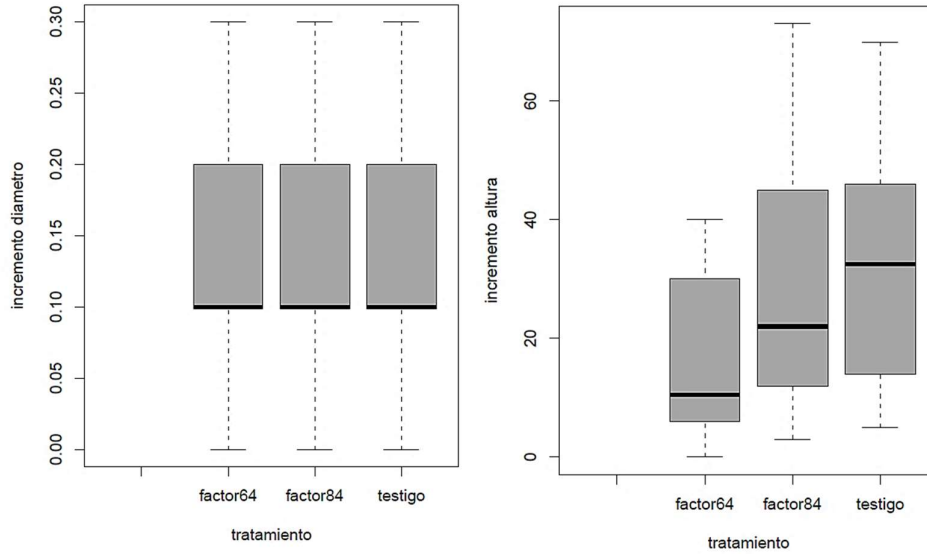 incremento diametro
0.30
0.25
0.20
0.15
0.10
0.05
0.00
factor64 factor84 testigo
tratamiento
incremento altura
60
40
20
0
factor64 factor84 testigo
tratamiento